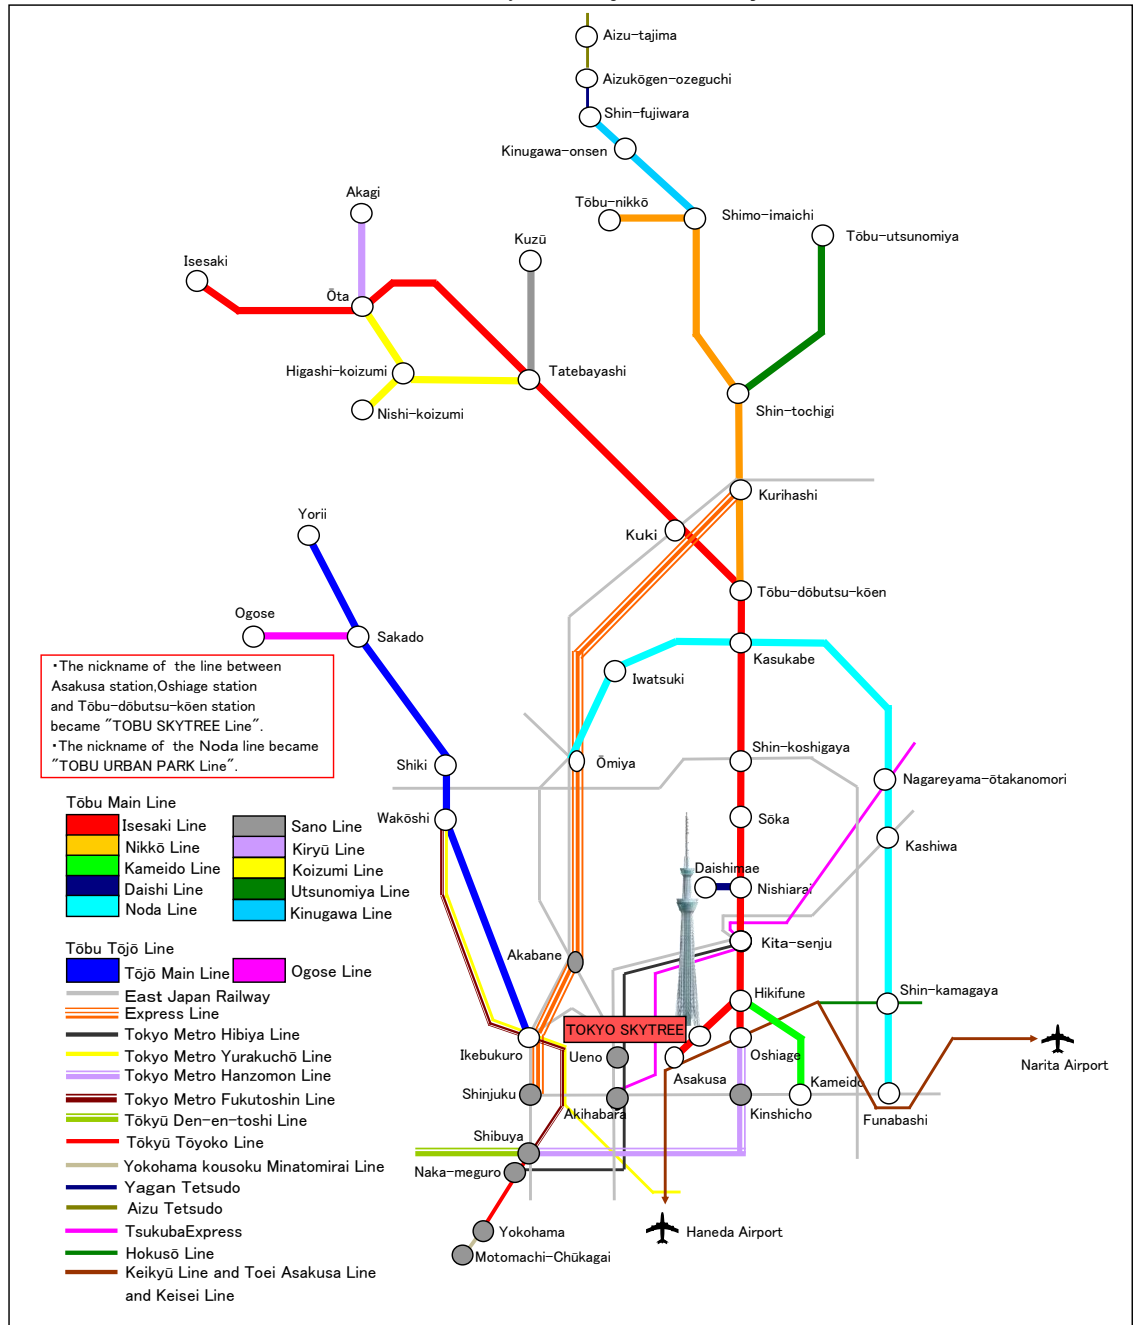 Aizu-tajima
Aizukōgen-ozeguchi
Shin-fujiwara
Kinugawa-onsen
Akagi
Tōbu-nikkō
Shimo-imaichi
Kuzū
Tōbu-utsunomiya
Isesaki
Ōta
Higashi-koizumi
Tatebayashi
Nishi-koizumi
Shin-tochigi
Kurihashi
Yorii
Kuki
Tōbu-dōbutsu-kōen
Ogose
Sakado
Kasukabe
Iwatsuki
・The nickname of the line between
Asakusa station,Oshiage station
and Tōbu-dōbutsu-kōen station
became "TOBU SKYTREE Line".
・The nickname of the Noda line became
"TOBU URBAN PARK Line".
Shin-koshigaya
Shiki
Ōmiya
Nagareyama-ōtakanomori
Wakōshi
Sōka
Kashiwa
Daishimae
Nishiarai
Kita-senju
Akabane
Hikifune
Shin-kamagaya
TOKYO SKYTREE
Ikebukuro
Ueno
Oshiage
Asakusa
Narita Airport
Shinjuku
Akihabara
Kameido
Kinshicho
Funabashi
Shibuya
Naka-meguro
Yokohama
Haneda Airport
Motomachi-Chūkagai
Tōbu Main Line
Isesaki Line
Nikkō Line
Kameido Line
Daishi Line
Noda Line
Sano Line
Kiryū Line
Koizumi Line
Utsunomiya Line
Kinugawa Line
Tōbu Tōjō Line
Tōjō Main Line
Ogose Line
East Japan Railway
Express Line
Tokyo Metro Hibiya Line
Tokyo Metro Yurakuchō Line
Tokyo Metro Hanzomon Line
Tokyo Metro Fukutoshin Line
Tōkyū Den-en-toshi Line
Tōkyū Tōyoko Line
Yokohama kousoku Minatomirai Line
Yagan Tetsudo
Aizu Tetsudo
TsukubaExpress
Hokusō Line
Keikyū Line and Toei Asakusa Line
and Keisei Line